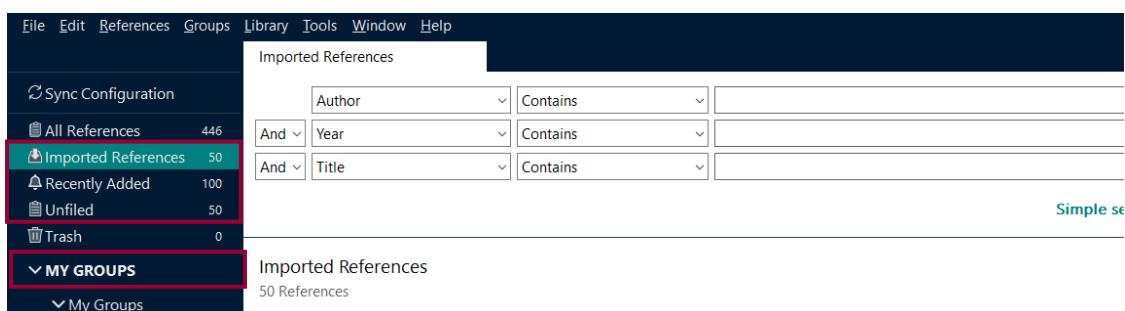 File Edit References Groups Library Tools Window Help
Imported References
Sync Configuration
All References 446
Imported References 50
Recently Added 100
Unfiled 50
Trash 0
MY GROUPS
My Groups
Author Contains
And Year Contains
And Title Contains
Simple se
Imported References
50 References